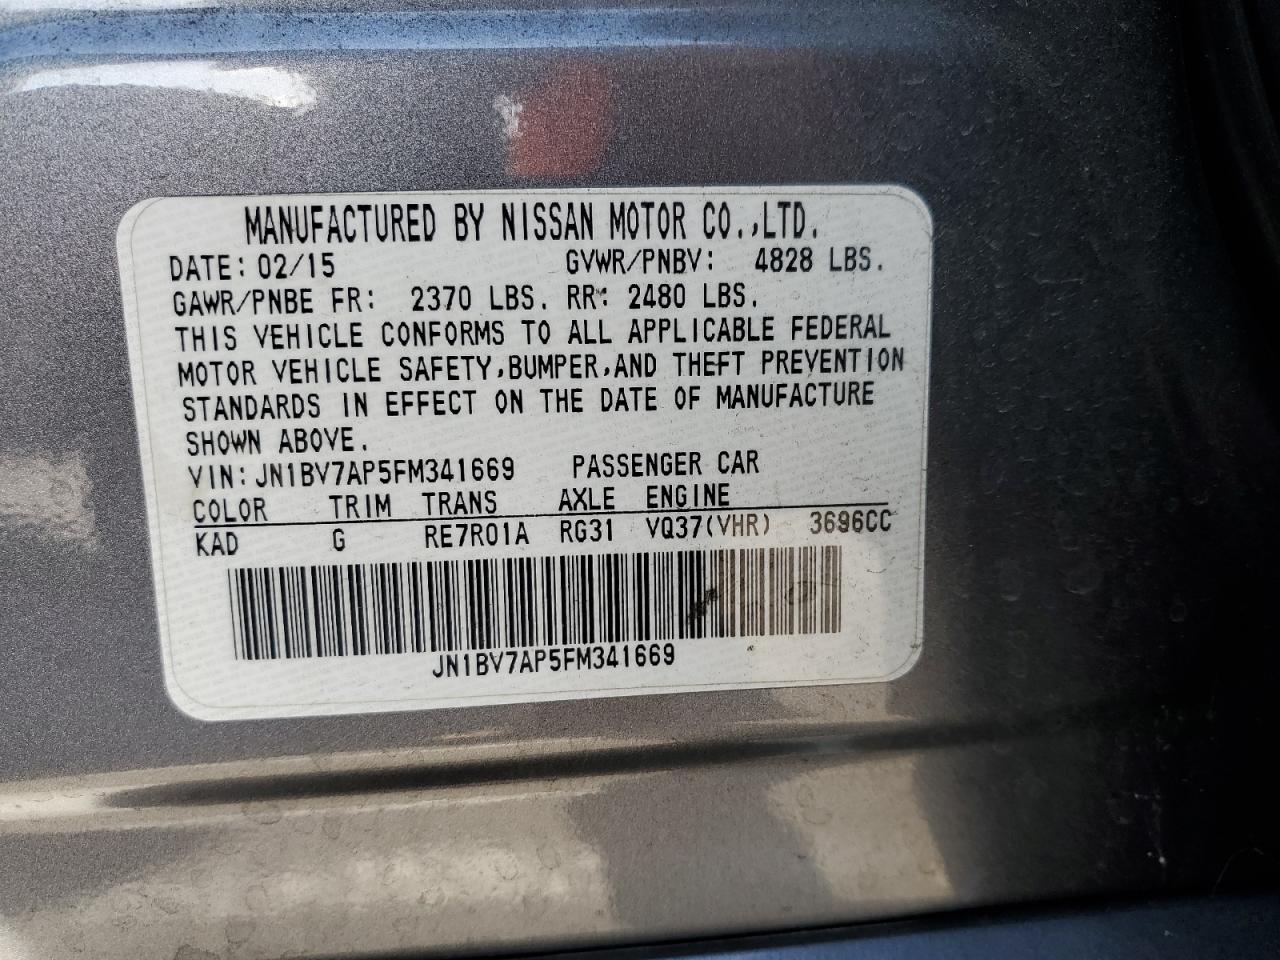 MANUFACTURED BY NISSAN MOTOR CO.,LTD.
DATE: 02/15 GVWR/PNBV: 4828 LBS.
GAWR/PNBE FR: 2370 LBS. RR: 2480 LBS.
THIS VEHICLE CONFORMS TO ALL APPLICABLE FEDERAL
MOTOR VEHICLE SAFETY,BUMPER,AND THEFT PREVENTION
STANDARDS IN EFFECT ON THE DATE OF MANUFACTURE
SHOWN ABOVE.
VIN:JN1BV7AP5FM341669 PASSENGER CAR
COLOR TRIM TRANS AXLE ENGINE
KAD G RE7R01A RG31 VQ37(VHR) 3696CC
JN1BV7AP5FM341669